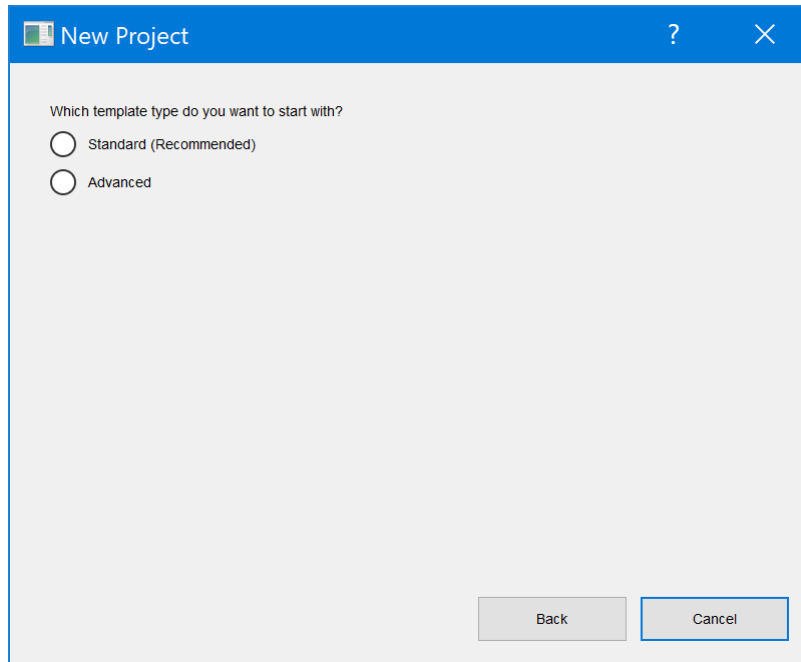 New Project
?
Which template type do you want to start with?
Standard (Recommended)
Advanced
Back
Cancel